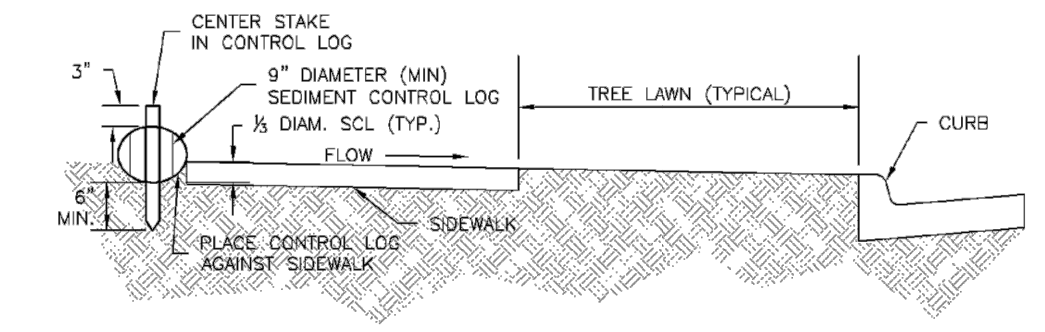 CENTER STAKE
IN CONTROL LOG
3"
9" DIAMETER (MIN)
SEDIMENT CONTROL LOG
⅓ DIAM. SCL (TYP.)
TREE LAWN (TYPICAL)
CURB
FLOW
6"
MIN.
SIDEWALK
PLACE CONTROL LOG
AGAINST SIDEWALK